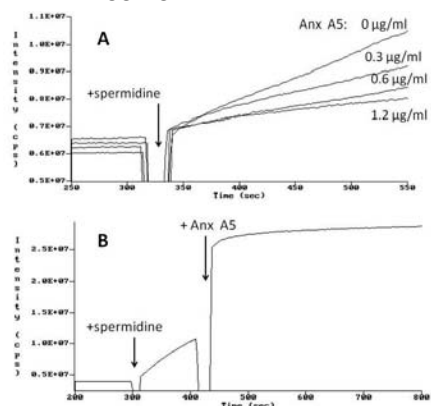 1.1E+07
1.0E+07
0.9E+07
0.8E+07
0.7E+07
0.6E+07
0.5E+07
Intensity (cps)
A
Anx A5: 0 µg/ml
0.3 µg/ml
0.6 µg/ml
1.2 µg/ml
+spermidine
250 300 350 400 450 500 550
Time (sec)
B
+ Anx A5
2.5E+07
2.0E+07
1.5E+07
1.0E+07
0.5E+07
Intensity (cps)
+spermidine
200 300 400 500 600 700 800
Time (sec)